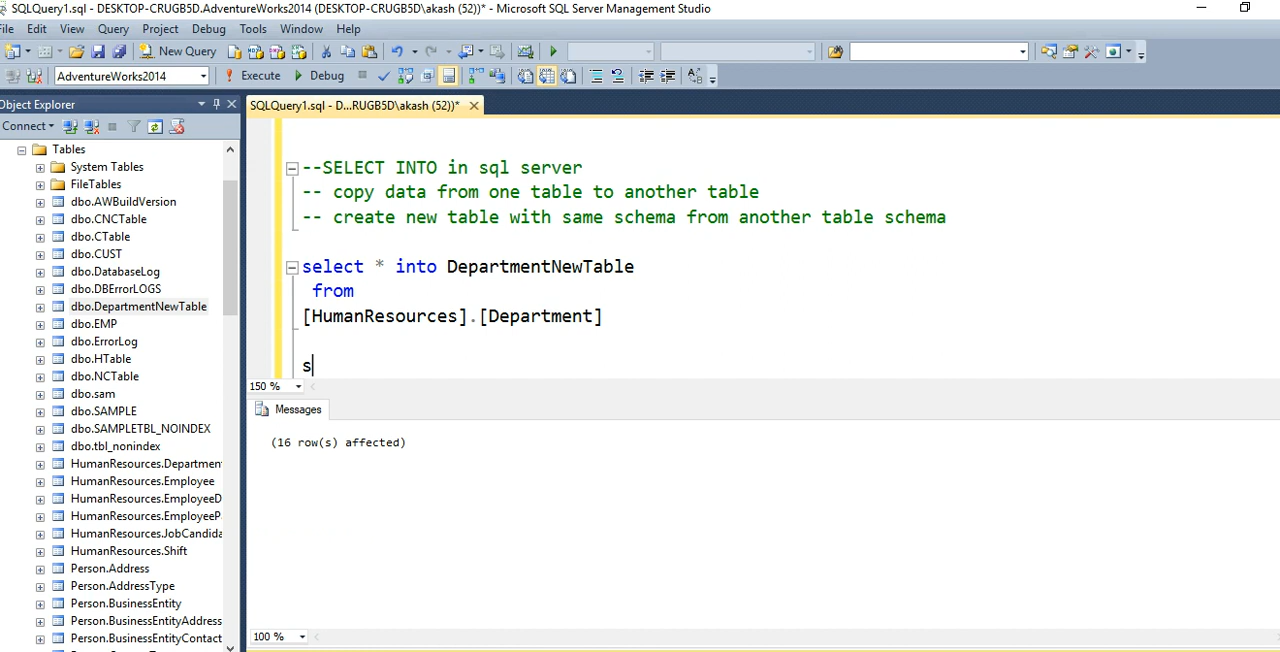 SQLQuery1.sql - DESKTOP-CRUGB5D.AdventureWorks2014 (DESKTOP-CRUGB5D\akash (52))* - Microsoft SQL Server Management Studio
File Edit View Query Project Debug Tools Window Help
New Query
AdventureWorks2014 Execute Debug
Object Explorer
Connect
Tables
System Tables
FileTables
dbo.AWBuildVersion
dbo.CNCTable
dbo.CTable
dbo.CUST
dbo.DatabaseLog
dbo.DBErrorLOGS
dbo.DepartmentNewTable
dbo.EMP
dbo.ErrorLog
dbo.HTable
dbo.NCTable
dbo.sam
dbo.SAMPLE
dbo.SAMPLETBL_NOINDEX
dbo.tbl_nonindex
HumanResources.Departmen
HumanResources.Employee
HumanResources.EmployeeD
HumanResources.EmployeeP
HumanResources.JobCandida
HumanResources.Shift
Person.Address
Person.AddressType
Person.BusinessEntity
Person.BusinessEntityAddress
Person.BusinessEntityContact
SQLQuery1.sql - D...RUGB5D\akash (52))*
--SELECT INTO in sql server
-- copy data from one table to another table
-- create new table with same schema from another table schema
select * into DepartmentNewTable
from
[HumanResources].[Department]
s
150 %
Messages
(16 row(s) affected)
100 %